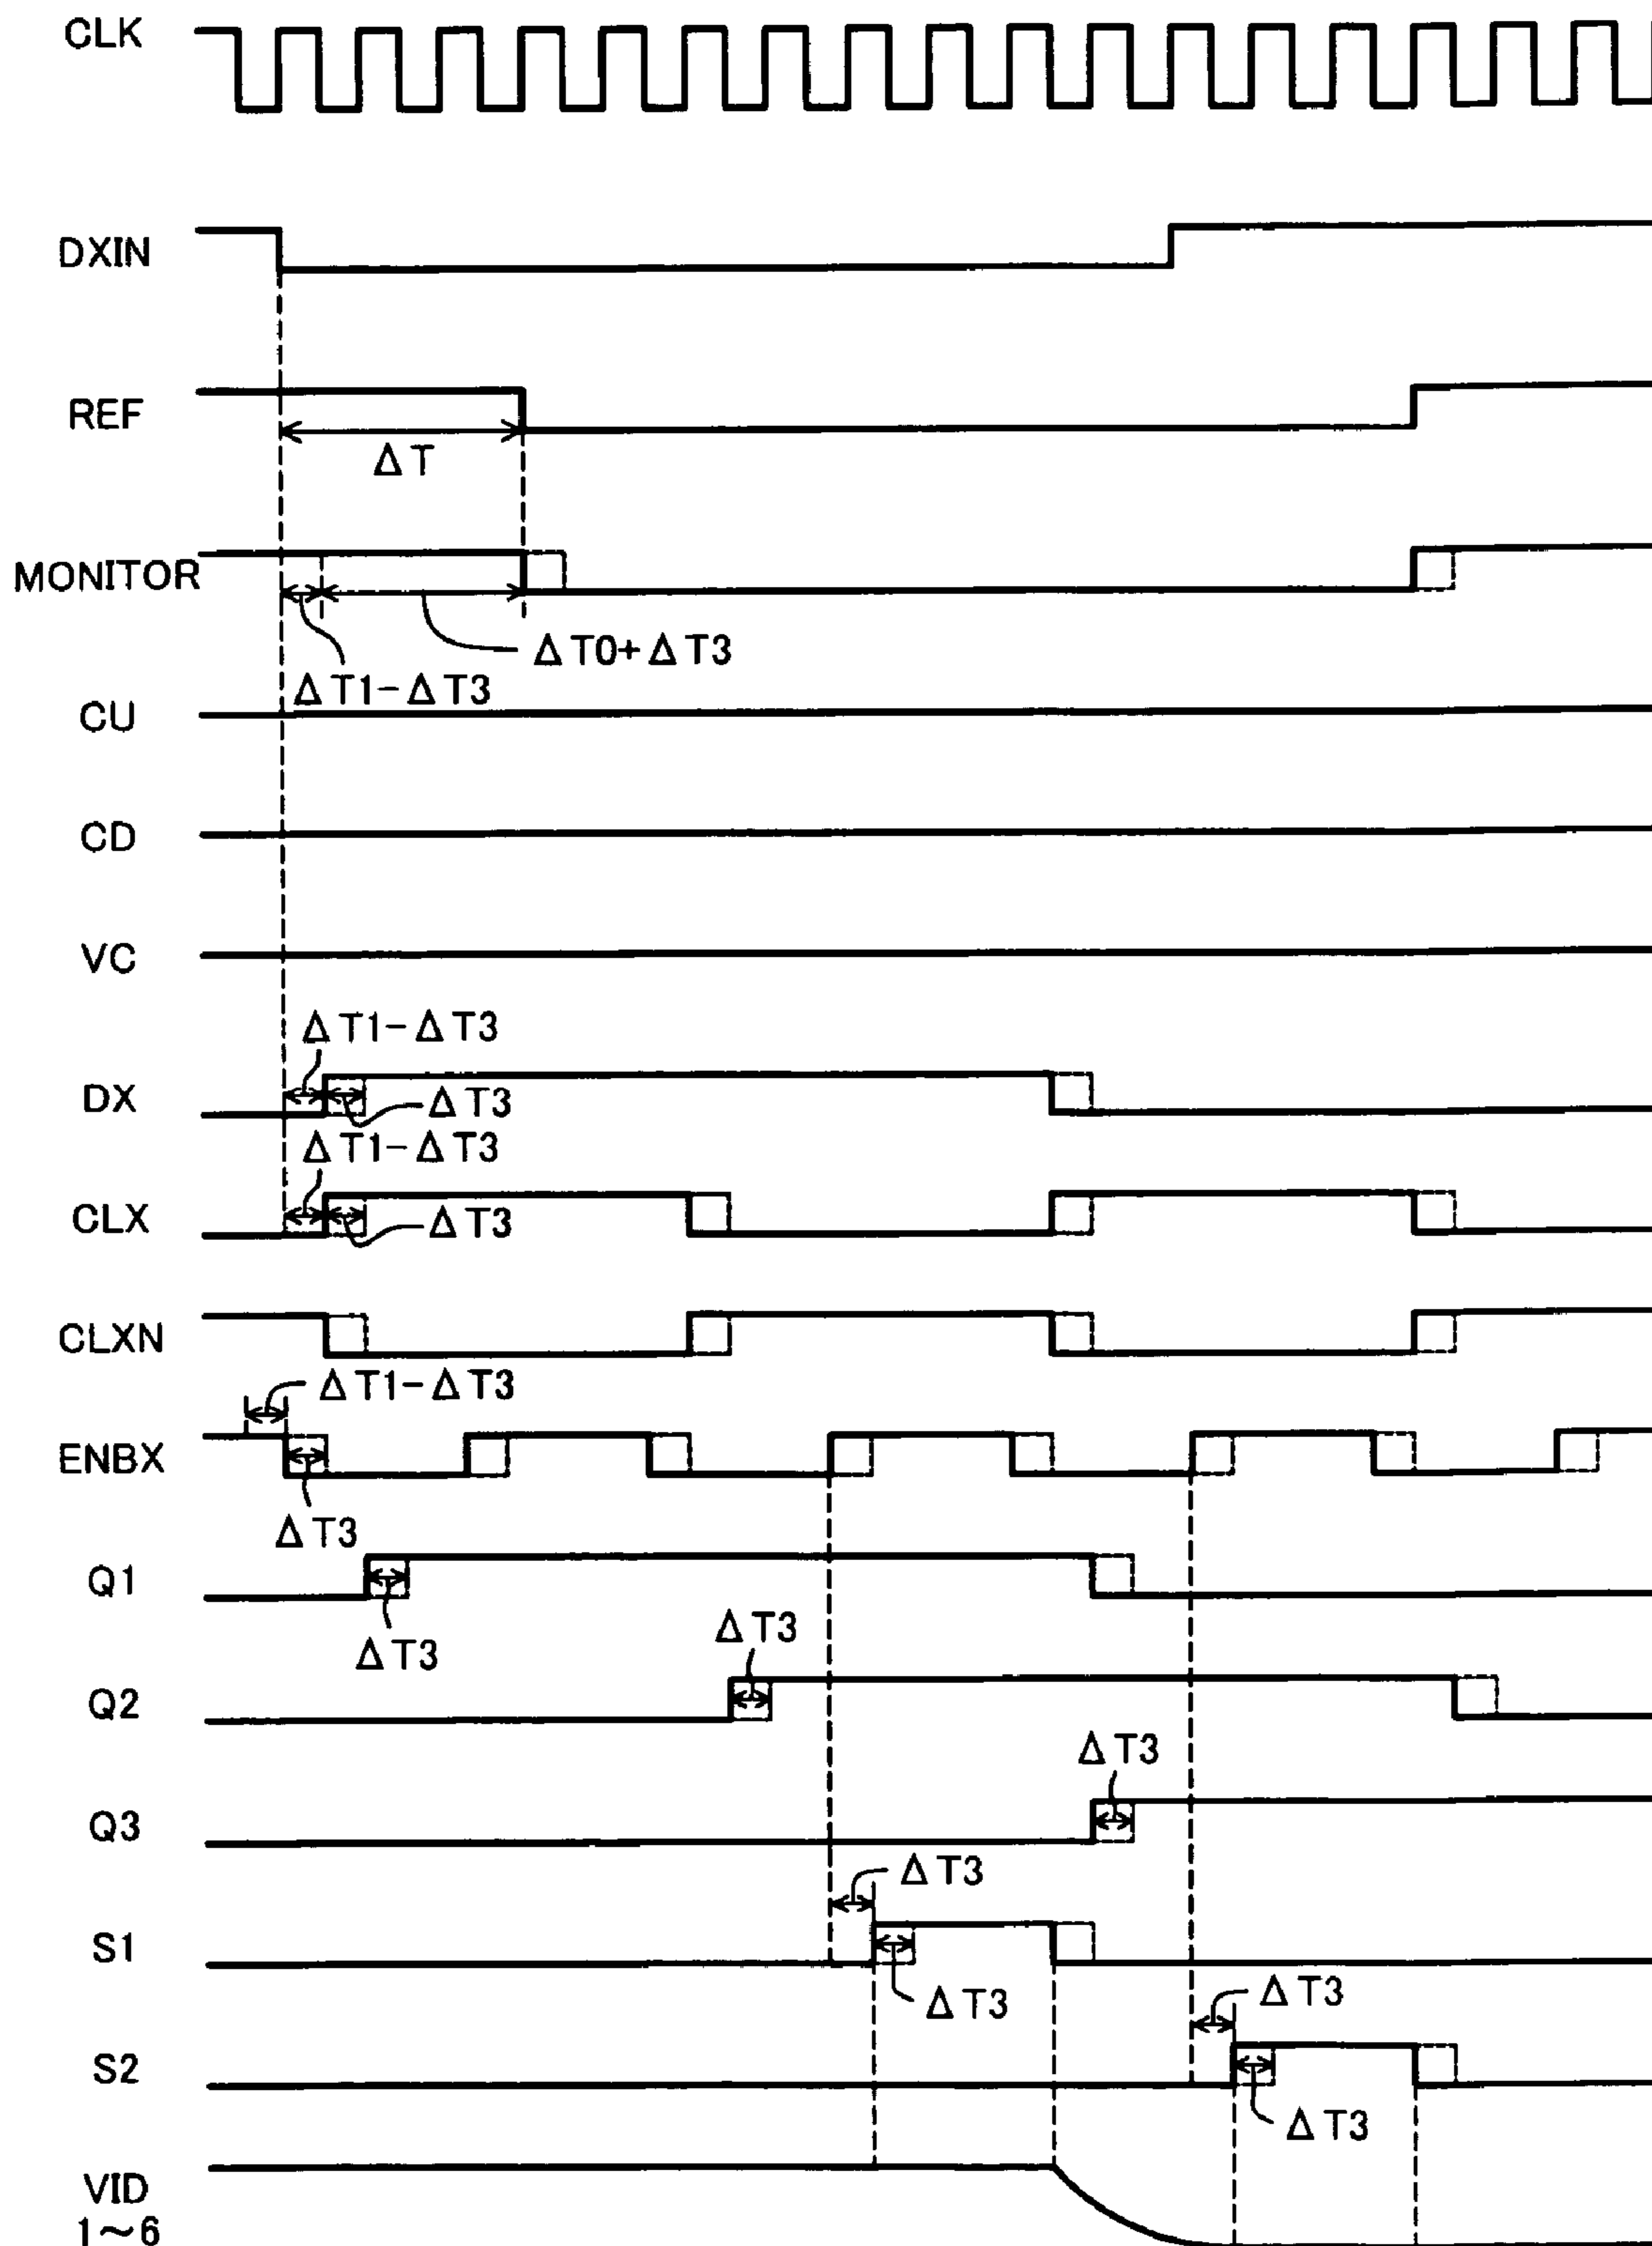 CLK
DXIN
REF
ΔT
MONITOR
ΔT0+ΔT3
ΔT1-ΔT3
CU
CD
VC
ΔT1-ΔT3
DX
ΔT3
ΔT1-ΔT3
CLX
ΔT3
CLXN
ΔT1-ΔT3
ENBX
ΔT3
Q1
ΔT3
ΔT3
Q2
ΔT3
Q3
ΔT3
S1
ΔT3
ΔT3
S2
ΔT3
VID
1~6